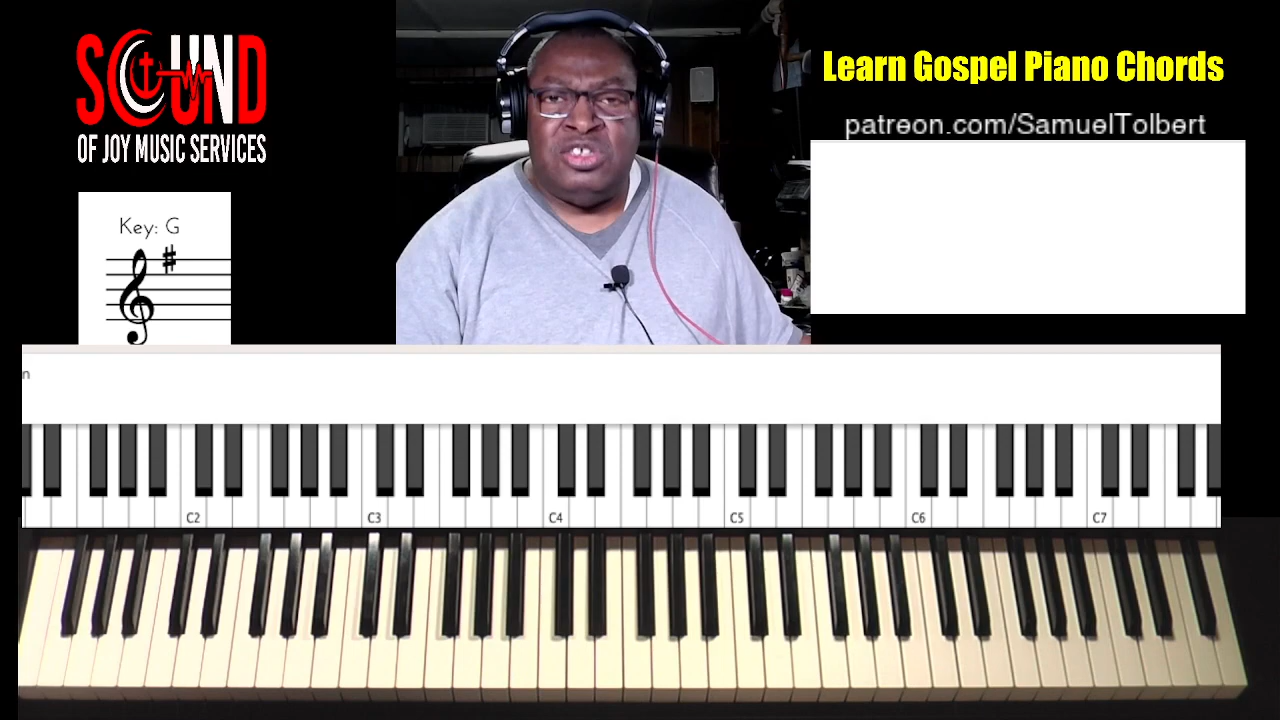 SOUND
OF JOY MUSIC SERVICES
Learn Gospel Piano Chords
patreon.com/SamuelTolbert
Key: G
n
C2 C3 C4 C5 C6 C7